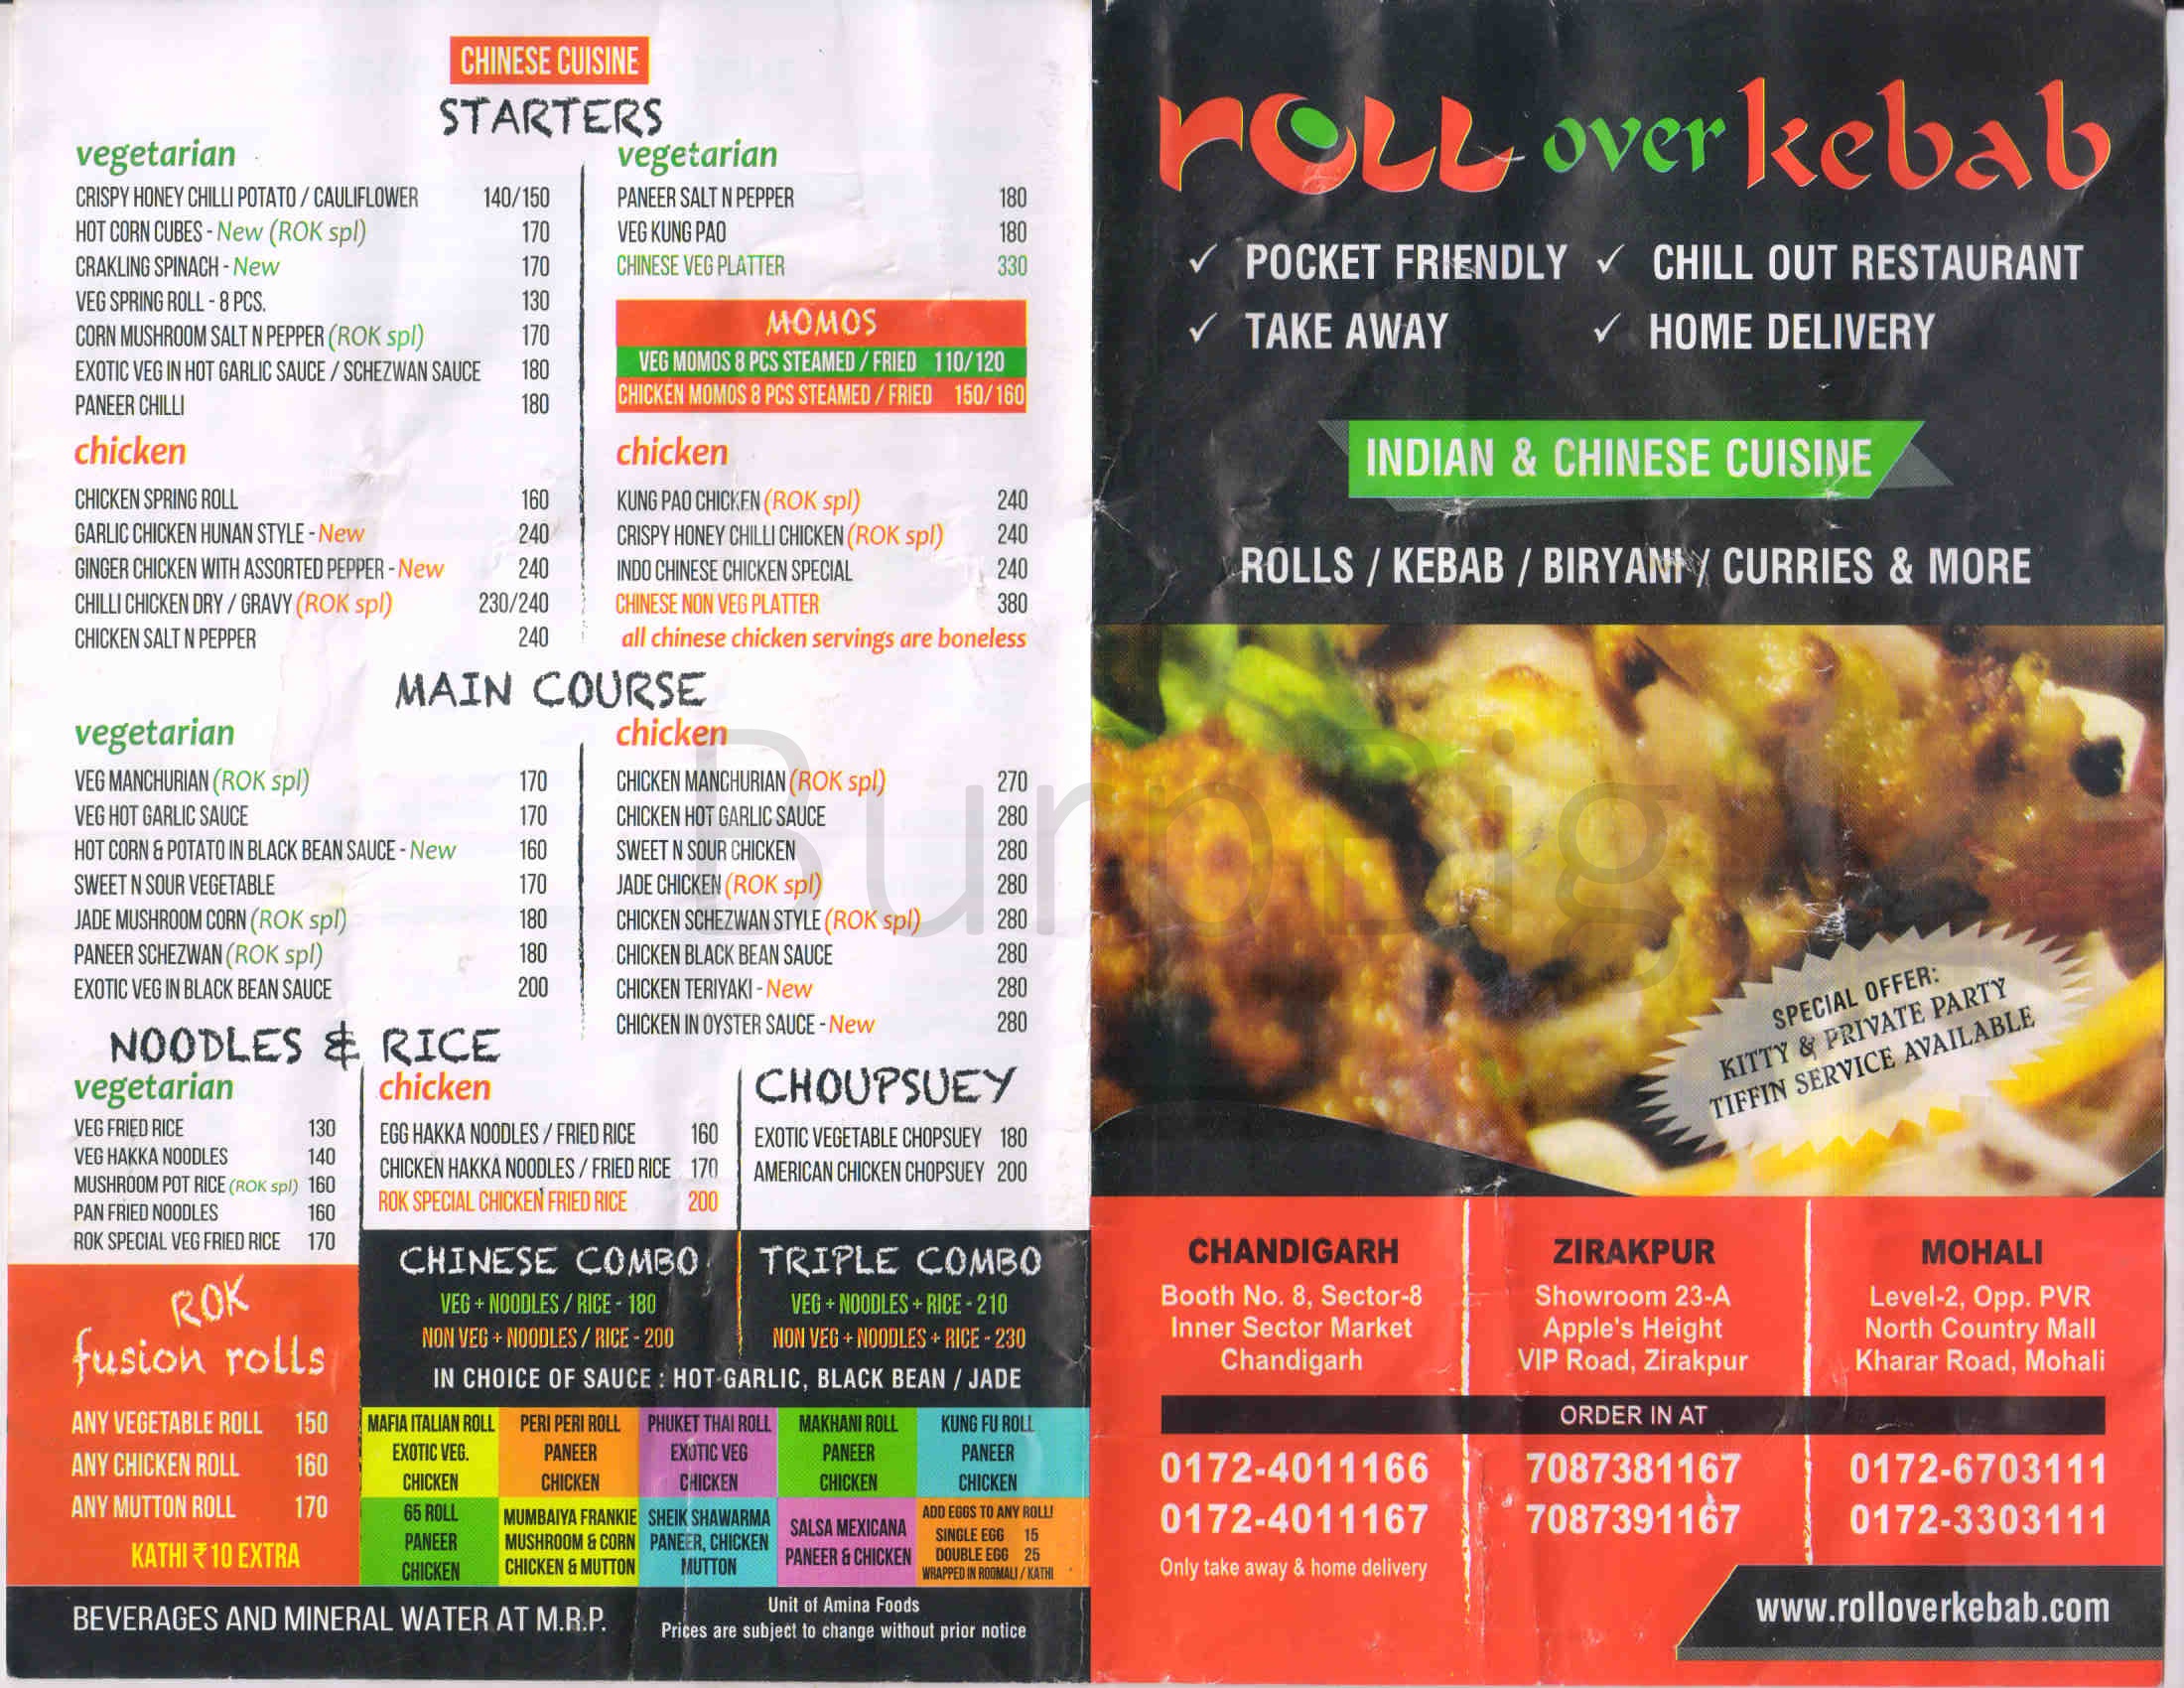 CHINESE CUISINE
STARTERS
vegetarian
CRISPY HONEY CHILLI POTATO / CAULIFLOWER 140/150
HOT CORN CUBES - New (ROK spl) 170
CRAKLING SPINACH - New 170
VEG SPRING ROLL - 8 PCS. 130
CORN MUSHROOM SALT N PEPPER (ROK spl) 170
EXOTIC VEG IN HOT GARLIC SAUCE / SCHEZWAN SAUCE 180
PANEER CHILLI 180
chicken
CHICKEN SPRING ROLL 160
GARLIC CHICKEN HUNAN STYLE - New 240
GINGER CHICKEN WITH ASSORTED PEPPER - New 240
CHILLI CHICKEN DRY / GRAVY (ROK spl) 230/240
CHICKEN SALT N PEPPER 240
vegetarian
PANEER SALT N PEPPER 180
VEG KUNG PAO 180
CHINESE VEG PLATTER 330
MOMOS
VEG MOMOS 8 PCS STEAMED / FRIED 110/120
CHICKEN MOMOS 8 PCS STEAMED / FRIED 150/160
chicken
KUNG PAO CHICKEN (ROK spl) 240
CRISPY HONEY CHILLI CHICKEN (ROK spl) 240
INDO CHINESE CHICKEN SPECIAL 240
CHINESE NON VEG PLATTER 380
all chinese chicken servings are boneless
MAIN COURSE
vegetarian
VEG MANCHURIAN (ROK spl) 170
VEG HOT GARLIC SAUCE 170
HOT CORN & POTATO IN BLACK BEAN SAUCE - New 160
SWEET N SOUR VEGETABLE 170
JADE MUSHROOM CORN (ROK spl) 180
PANEER SCHEZWAN (ROK spl) 180
EXOTIC VEG IN BLACK BEAN SAUCE 200
chicken
CHICKEN MANCHURIAN (ROK spl) 270
CHICKEN HOT GARLIC SAUCE 280
SWEET N SOUR CHICKEN 280
JADE CHICKEN (ROK spl) 280
CHICKEN SCHEZWAN STYLE (ROK spl) 280
CHICKEN BLACK BEAN SAUCE 280
CHICKEN TERIYAKI - New 280
CHICKEN IN OYSTER SAUCE - New 280
NOODLES & RICE
vegetarian
VEG FRIED RICE 130
VEG HAKKA NOODLES 140
MUSHROOM POT RICE (ROK spl) 160
PAN FRIED NOODLES 160
ROK SPECIAL VEG FRIED RICE 170
chicken
EGG HAKKA NOODLES / FRIED RICE 160
CHICKEN HAKKA NOODLES / FRIED RICE 170
ROK SPECIAL CHICKEN FRIED RICE 200
CHOUPSUEY
EXOTIC VEGETABLE CHOPSUEY 180
AMERICAN CHICKEN CHOPSUEY 200
CHINESE COMBO
VEG + NOODLES / RICE - 180
NON VEG + NOODLES / RICE - 200
TRIPLE COMBO
VEG + NOODLES + RICE - 210
NON VEG + NOODLES + RICE - 230
IN CHOICE OF SAUCE : HOT-GARLIC, BLACK BEAN / JADE
ROK
fusion rolls
ANY VEGETABLE ROLL 150
ANY CHICKEN ROLL 160
ANY MUTTON ROLL 170
KATHI ₹ 10 EXTRA
MAFIA ITALIAN ROLL
EXOTIC VEG.
CHICKEN
PERI PERI ROLL
PANEER
CHICKEN
PHUKET THAI ROLL
EXOTIC VEG
CHICKEN
MAKHANI ROLL
PANEER
CHICKEN
KUNG FU ROLL
PANEER
CHICKEN
65 ROLL
PANEER
CHICKEN
MUMBAIYA FRANKIE
MUSHROOM & CORN
CHICKEN & MUTTON
SHEIK SHAWARMA
PANEER, CHICKEN
MUTTON
SALSA MEXICANA
PANEER & CHICKEN
ADD EGGS TO ANY ROLL!
SINGLE EGG 15
DOUBLE EGG 25
WRAPPED IN ROOMALI / KATHI
BEVERAGES AND MINERAL WATER AT M.R.P.
Unit of Amina Foods
Prices are subject to change without prior notice
roll over kebab
✓ POCKET FRIENDLY ✓ CHILL OUT RESTAURANT
✓ TAKE AWAY ✓ HOME DELIVERY
INDIAN & CHINESE CUISINE
ROLLS / KEBAB / BIRYANI / CURRIES & MORE
SPECIAL OFFER:
KITTY & PRIVATE PARTY
TIFFIN SERVICE AVAILABLE
CHANDIGARH
Booth No. 8, Sector-8
Inner Sector Market
Chandigarh
ZIRAKPUR
Showroom 23-A
Apple's Height
VIP Road, Zirakpur
MOHALI
Level-2, Opp. PVR
North Country Mall
Kharar Road, Mohali
ORDER IN AT
0172-4011166 7087381167 0172-6703111
0172-4011167 7087391167 0172-3303111
Only take away & home delivery
www.rolloverkebab.com